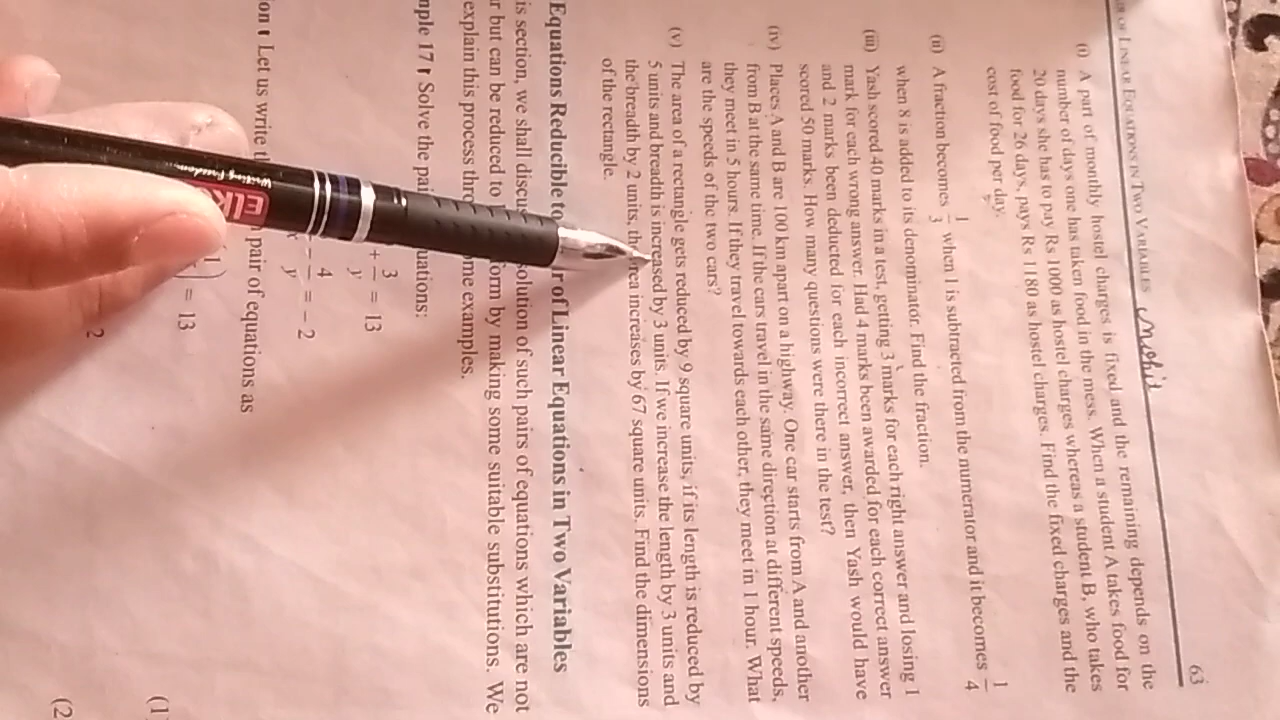 OF LINEAR EQUATIONS IN TWO VARIABLES mohit 63
(i) A part of monthly hostel charges is fixed and the remaining depends on the
number of days one has taken food in the mess. When a student A takes food for
20 days she has to pay Rs 1000 as hostel charges whereas a student B, who takes
food for 26 days, pays Rs 1180 as hostel charges. Find the fixed charges and the
cost of food per day.
(ii) A fraction becomes 1/3 when 1 is subtracted from the numerator and it becomes 1/4
when 8 is added to its denominator. Find the fraction.
(iii) Yash scored 40 marks in a test, getting 3 marks for each right answer and losing 1
mark for each wrong answer. Had 4 marks been awarded for each correct answer
and 2 marks been deducted for each incorrect answer, then Yash would have
scored 50 marks. How many questions were there in the test?
(iv) Places A and B are 100 km apart on a highway. One car starts from A and another
from B at the same time. If the cars travel in the same direction at different speeds,
they meet in 5 hours. If they travel towards each other, they meet in 1 hour. What
are the speeds of the two cars?
(v) The area of a rectangle gets reduced by 9 square units, if its length is reduced by
5 units and breadth is increased by 3 units. If we increase the length by 3 units and
the breadth by 2 units, the area increases by 67 square units. Find the dimensions
of the rectangle.
Equations Reducible to r of Linear Equations in Two Variables
is section, we shall discu solution of such pairs of equations which are not
r but can be reduced to form by making some suitable substitutions. We
explain this process thro me examples.
mple 17 : Solve the pa uations:
+ 3/y = 13
- 4/y = - 2
on : Let us write th pair of equations as
1 ) = 13 (1)
2 (2
ELK
Writing Freedom